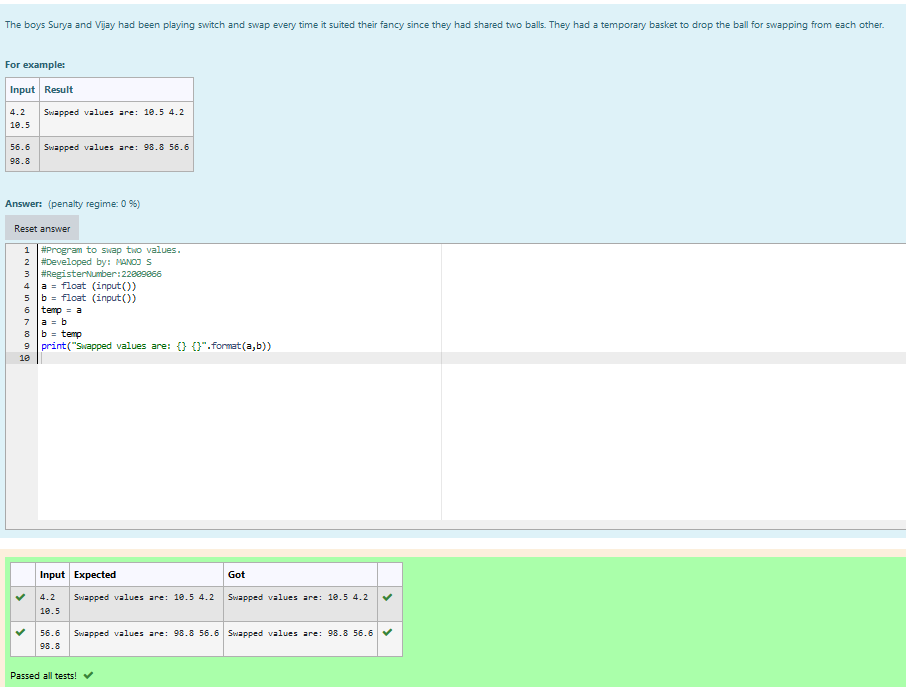 The boys Surya and Vijay had been playing switch and swap every time it suited their fancy since they had shared two balls. They had a temporary basket to drop the ball for swapping from each other.
For example:
Input Result
4.2 Swapped values are: 10.5 4.2
10.5
56.6 Swapped values are: 98.8 56.6
98.8
Answer: (penalty regime: 0 %)
Reset answer
1 #Program to swap two values.
2 #Developed by: MANOJ S
3 #RegisterNumber:22009066
4 a = float (input())
5 b = float (input())
6 temp = a
7 a = b
8 b = temp
9 print("Swapped values are: {} {}".format(a,b))
10
Input Expected Got
4.2 Swapped values are: 10.5 4.2 Swapped values are: 10.5 4.2
10.5
56.6 Swapped values are: 98.8 56.6 Swapped values are: 98.8 56.6
98.8
Passed all tests!